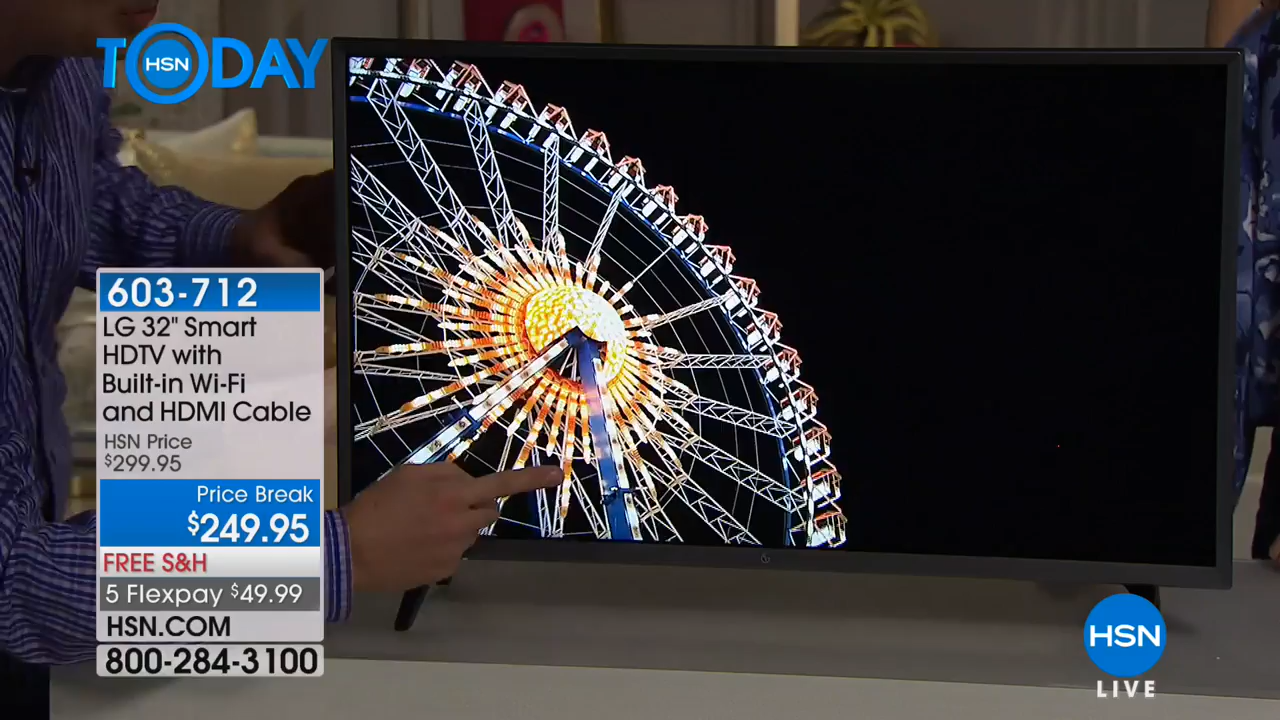 TODAY
HSN
603-712
LG 32" Smart
HDTV with
Built-in Wi-Fi
and HDMI Cable
HSN Price
$299.95
Price Break
$249.95
FREE S&H
5 Flexpay $49.99
HSN.COM
800-284-3100
HSN
LIVE